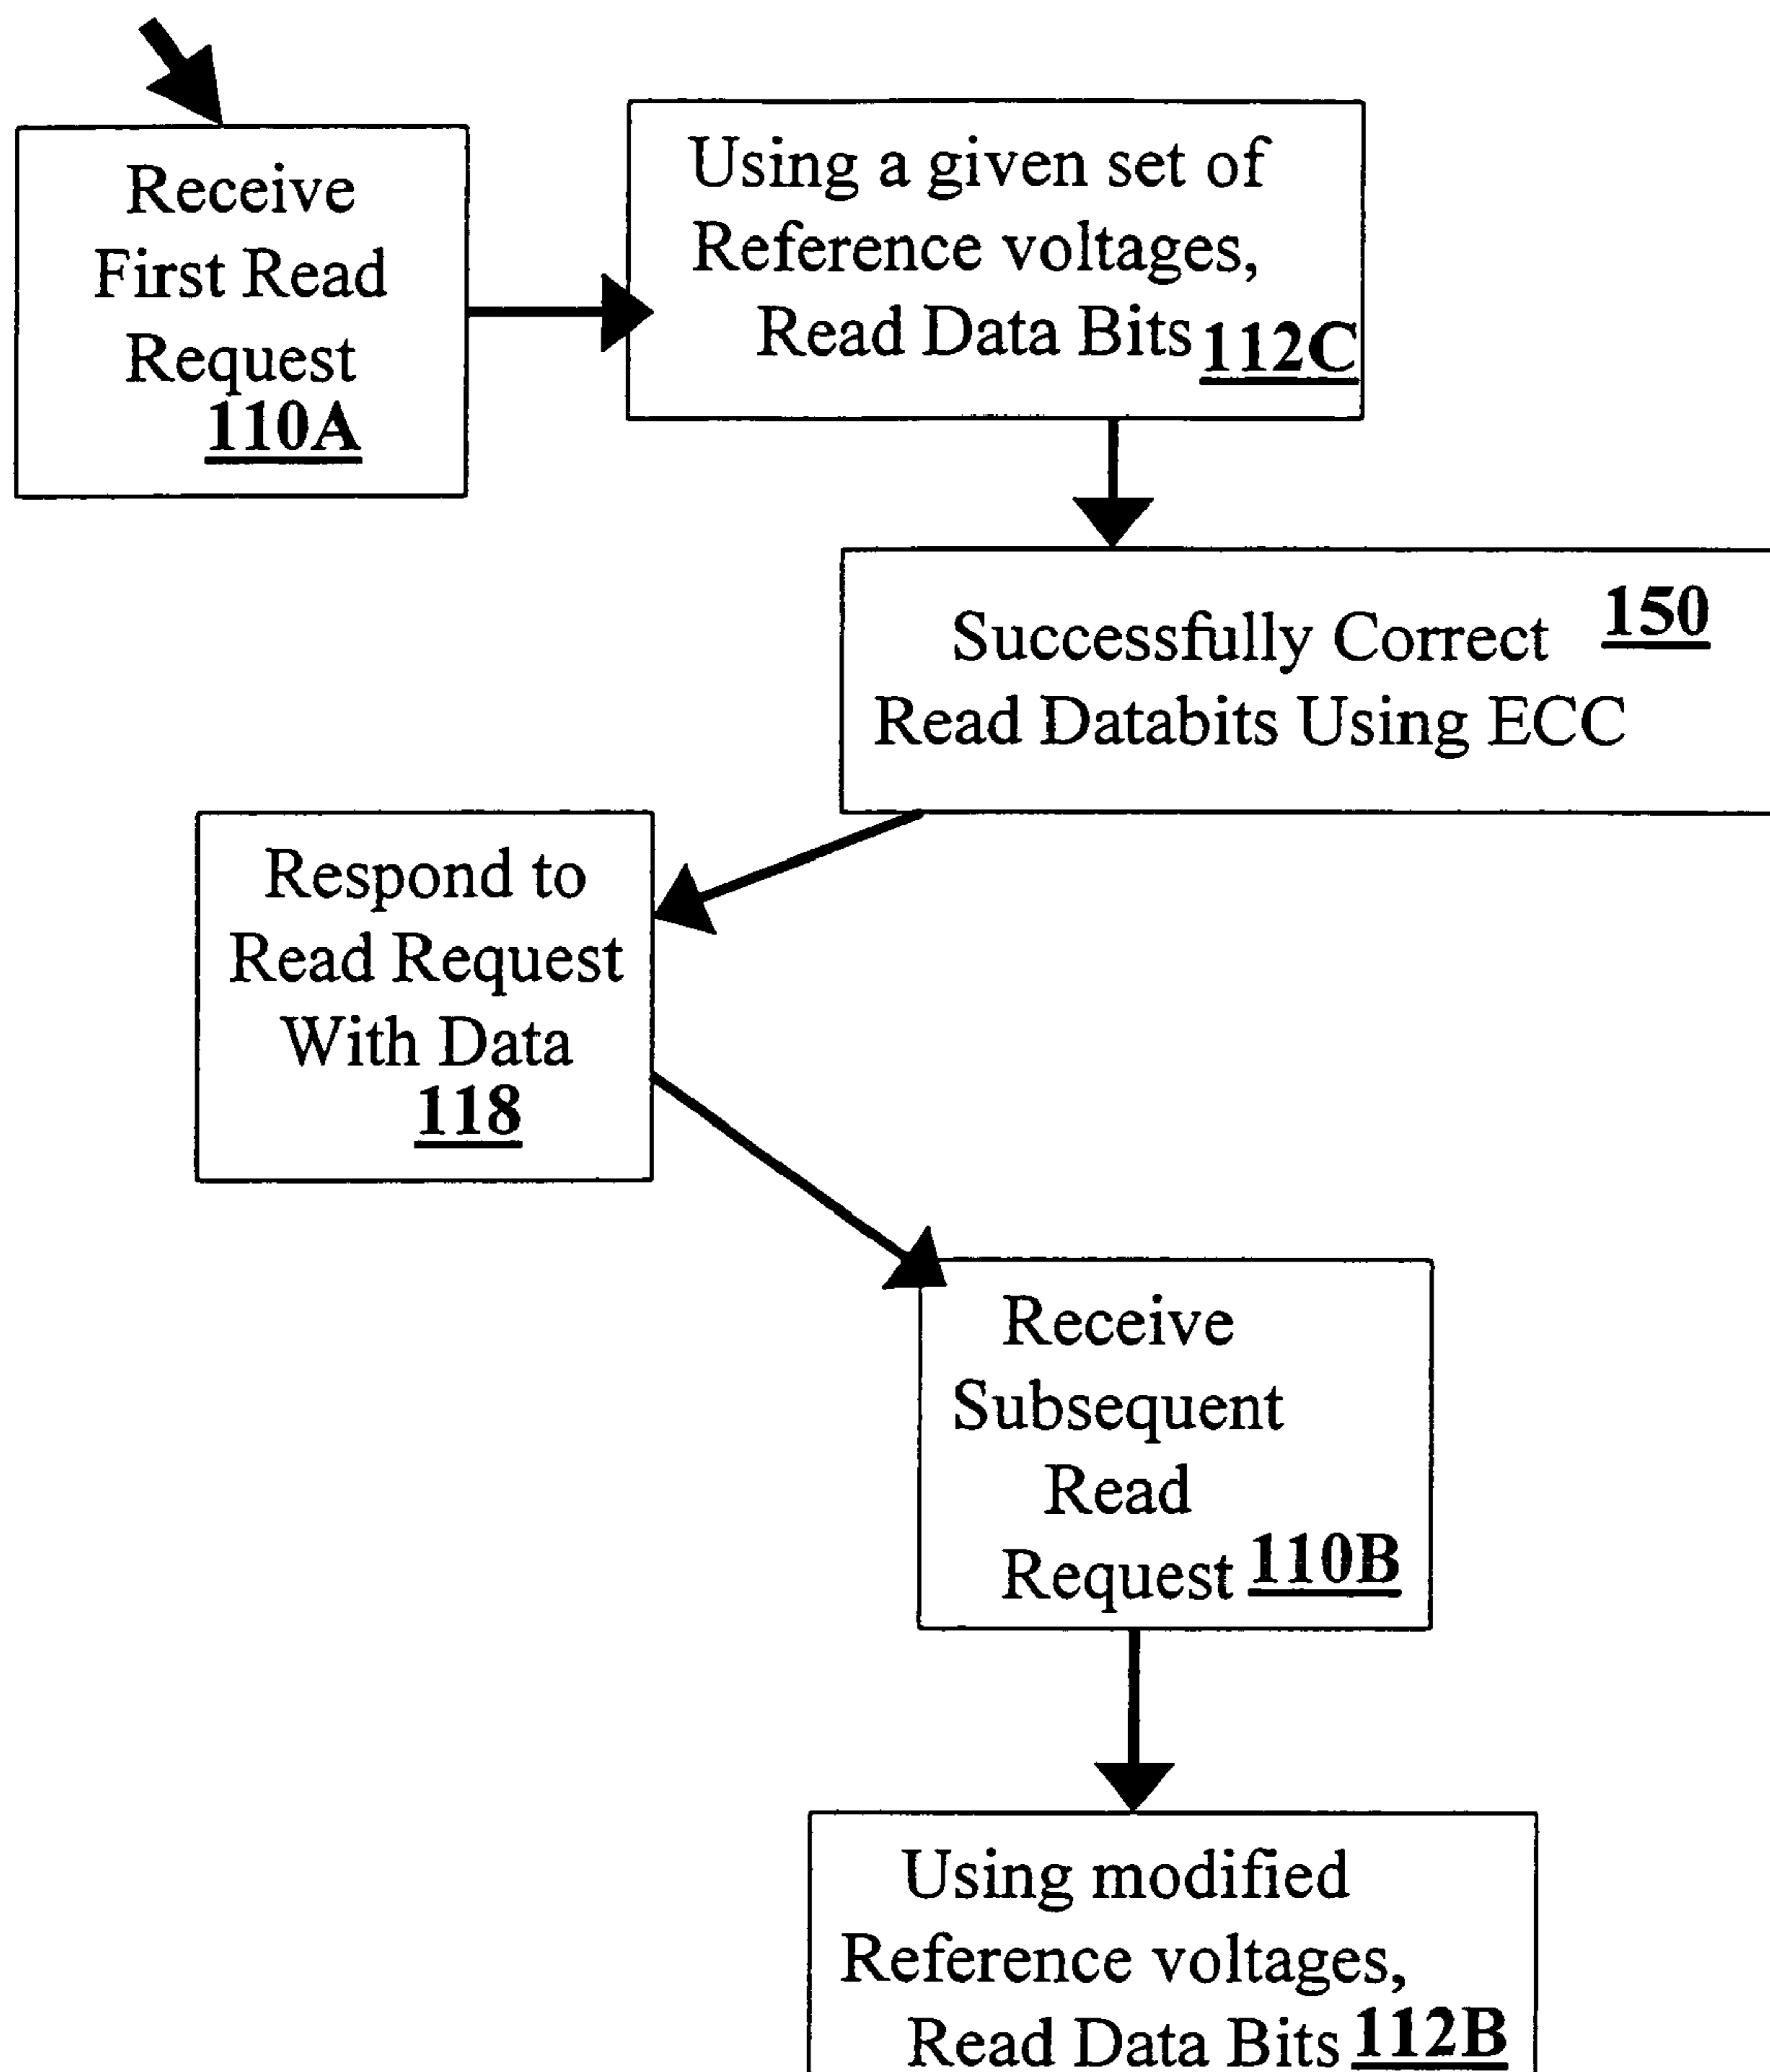 Receive
First Read
Request
110A
Using a given set of
Reference voltages,
Read Data Bits 112C
Successfully Correct 150
Read Databits Using ECC
Respond to
Read Request
With Data
118
Receive
Subsequent
Read
Request 110B
Using modified
Reference voltages,
Read Data Bits 112B